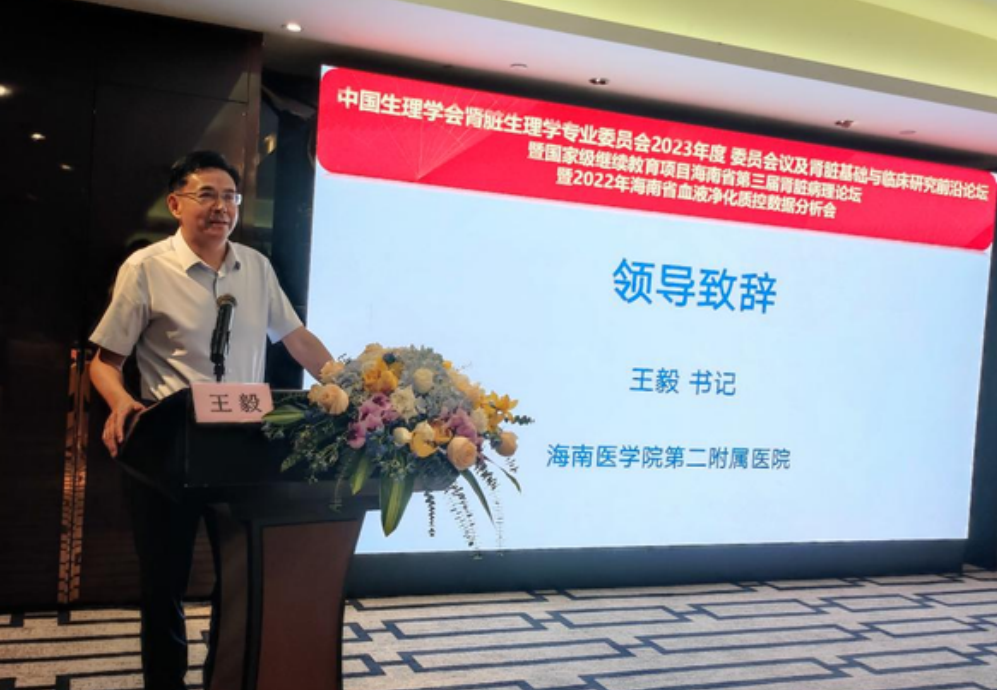 中国生理学会肾脏生理学专业委员会2023年度 委员会议及肾脏基础与临床研究前沿论坛
暨国家级继续教育项目海南省第三届肾脏病理论坛
暨2022年海南省血液净化质控数据分析会
领导致辞
王毅 书记
海南医学院第二附属医院
王 毅